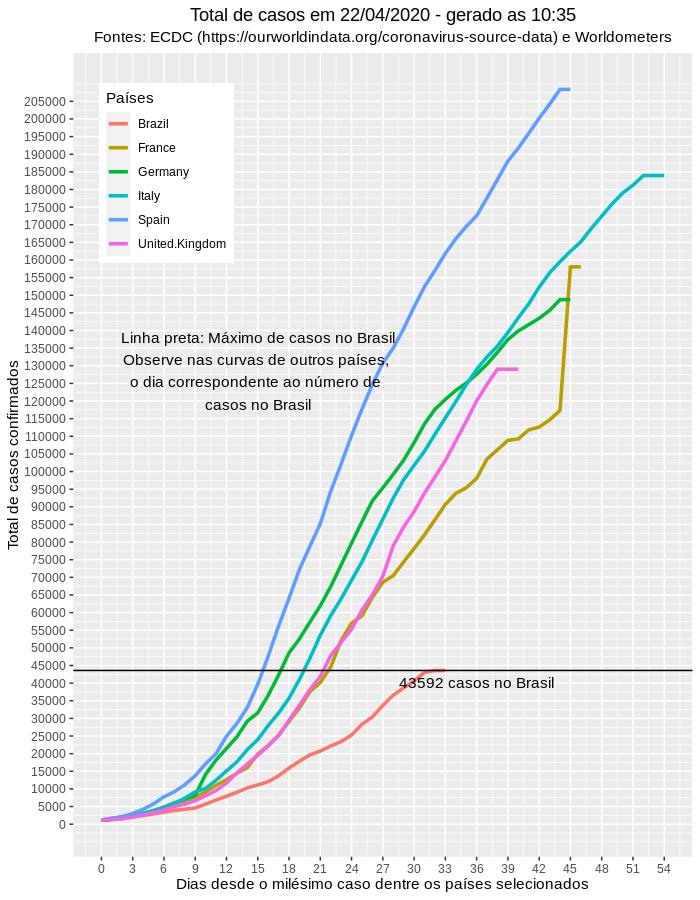 Total de casos em 22/04/2020 - gerado as 10:35
Fontes: ECDC (https://ourworldindata.org/coronavirus-source-data) e Worldometers
Total de casos confirmados
205000
200000
195000
190000
185000
180000
175000
170000
165000
160000
155000
150000
145000
140000
135000
130000
125000
120000
115000
110000
105000
100000
95000
90000
85000
80000
75000
70000
65000
60000
55000
50000
45000
40000
35000
30000
25000
20000
15000
10000
5000
0
Países
Brazil
France
Germany
Italy
Spain
United.Kingdom
Linha preta: Máximo de casos no Brasil
Observe nas curvas de outros países,
o dia correspondente ao número de
casos no Brasil
43592 casos no Brasil
0 3 6 9 12 15 18 21 24 27 30 33 36 39 42 45 48 51 54
Dias desde o milésimo caso dentre os países selecionados